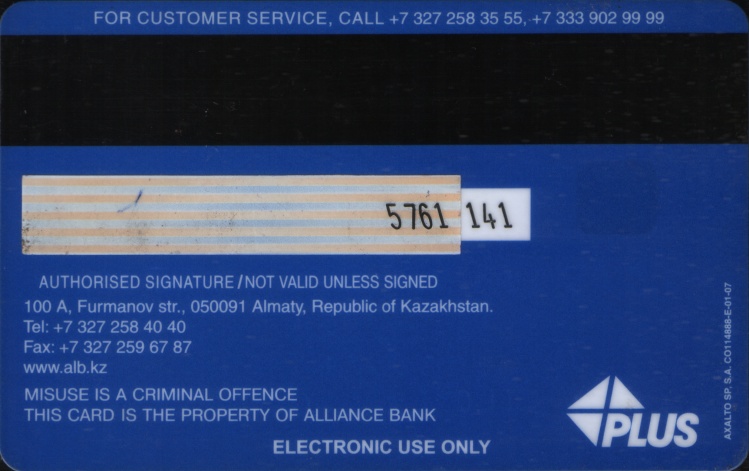 FOR CUSTOMER SERVICE, CALL +7 327 258 35 55, +7 333 902 99 99
5761 141
AUTHORISED SIGNATURE/NOT VALID UNLESS SIGNED
100 A, Furmanov str., 050091 Almaty, Republic of Kazakhstan.
Tel: +7 327 258 40 40
Fax: +7 327 259 67 87
www.alb.kz
MISUSE IS A CRIMINAL OFFENCE
THIS CARD IS THE PROPERTY OF ALLIANCE BANK
ELECTRONIC USE ONLY
PLUS
AXALTO SP, S.A. CO114888-E-01-07